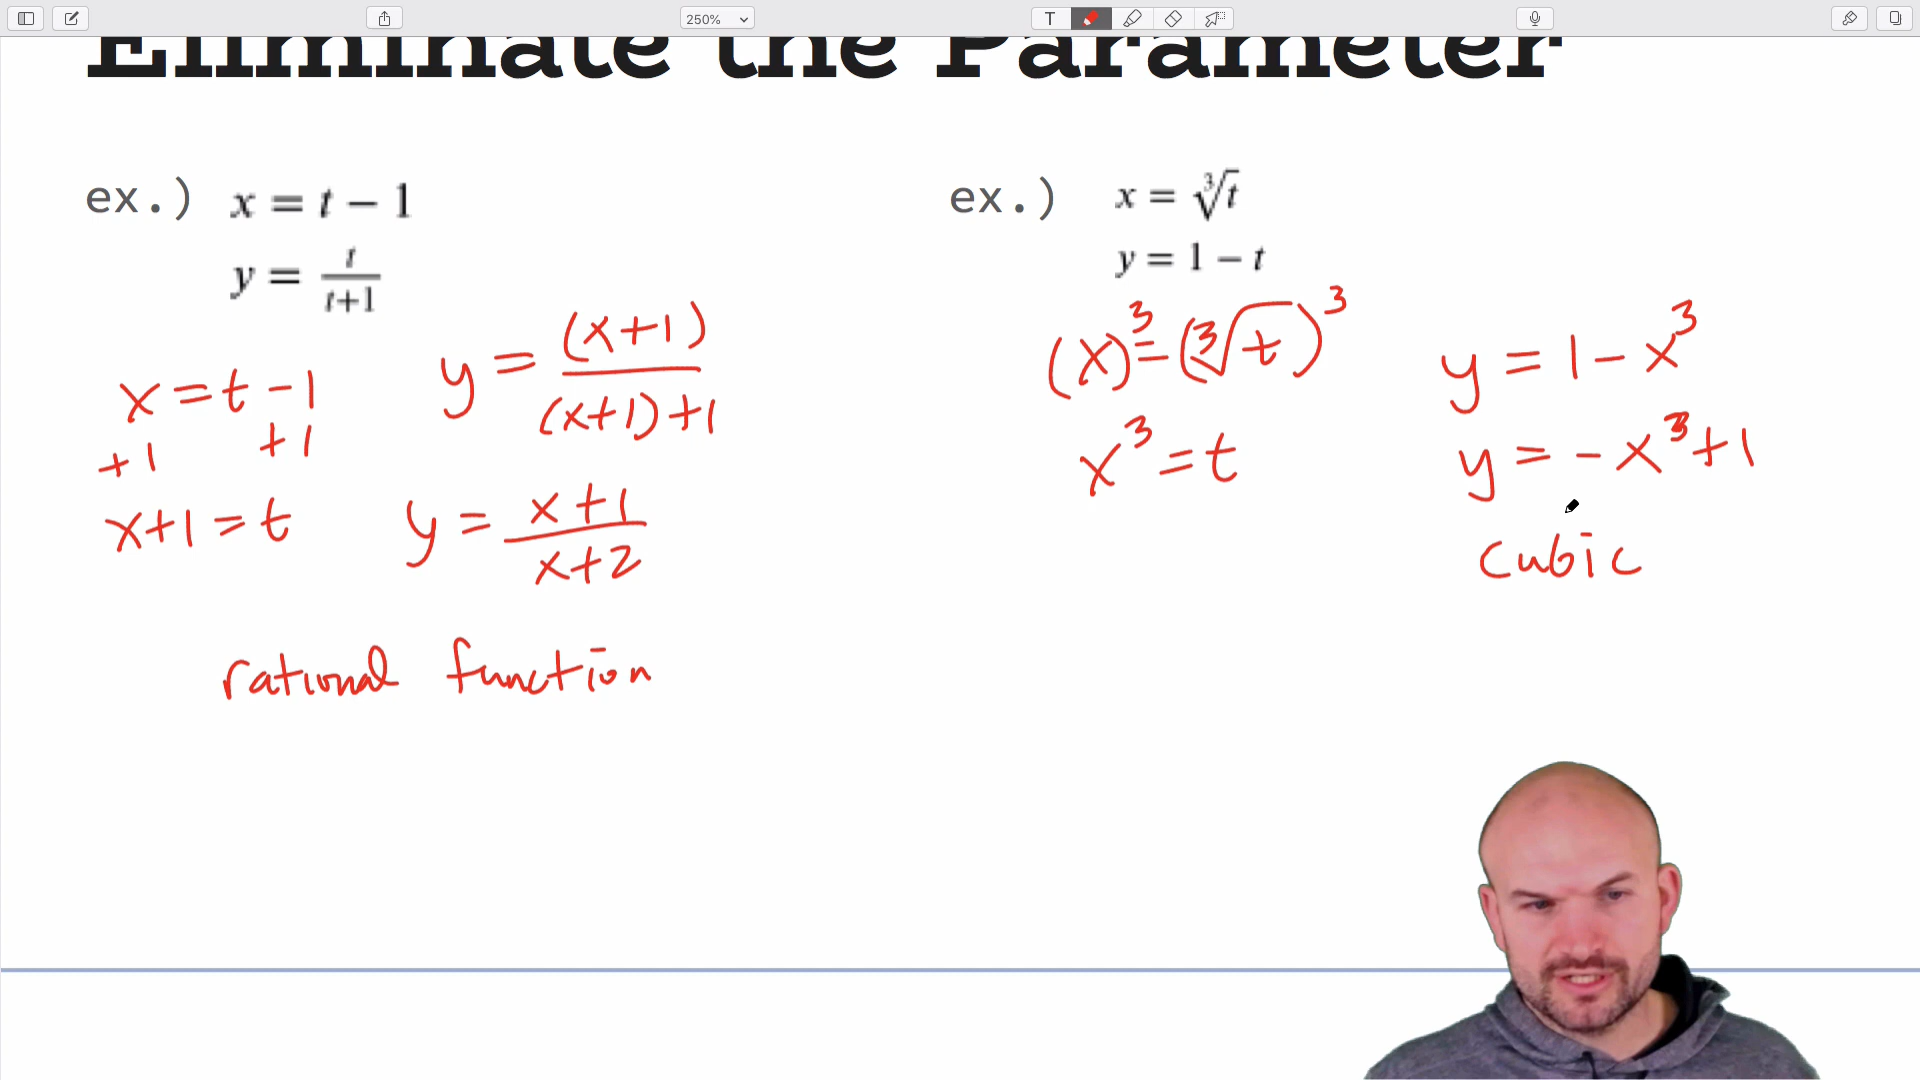 250%
T
Eliminate the Parameter
ex.) x = t − 1
y = t/(t+1)
x = t - 1
+1 +1
x+1 = t
y = (x+1)/((x+1)+1)
y = x+1/x+2
rational function
ex.) x = ∛t
y = 1 − t
(x)³ = (∛t)³
x³ = t
y = 1 - x³
y = -x³+1
cubic